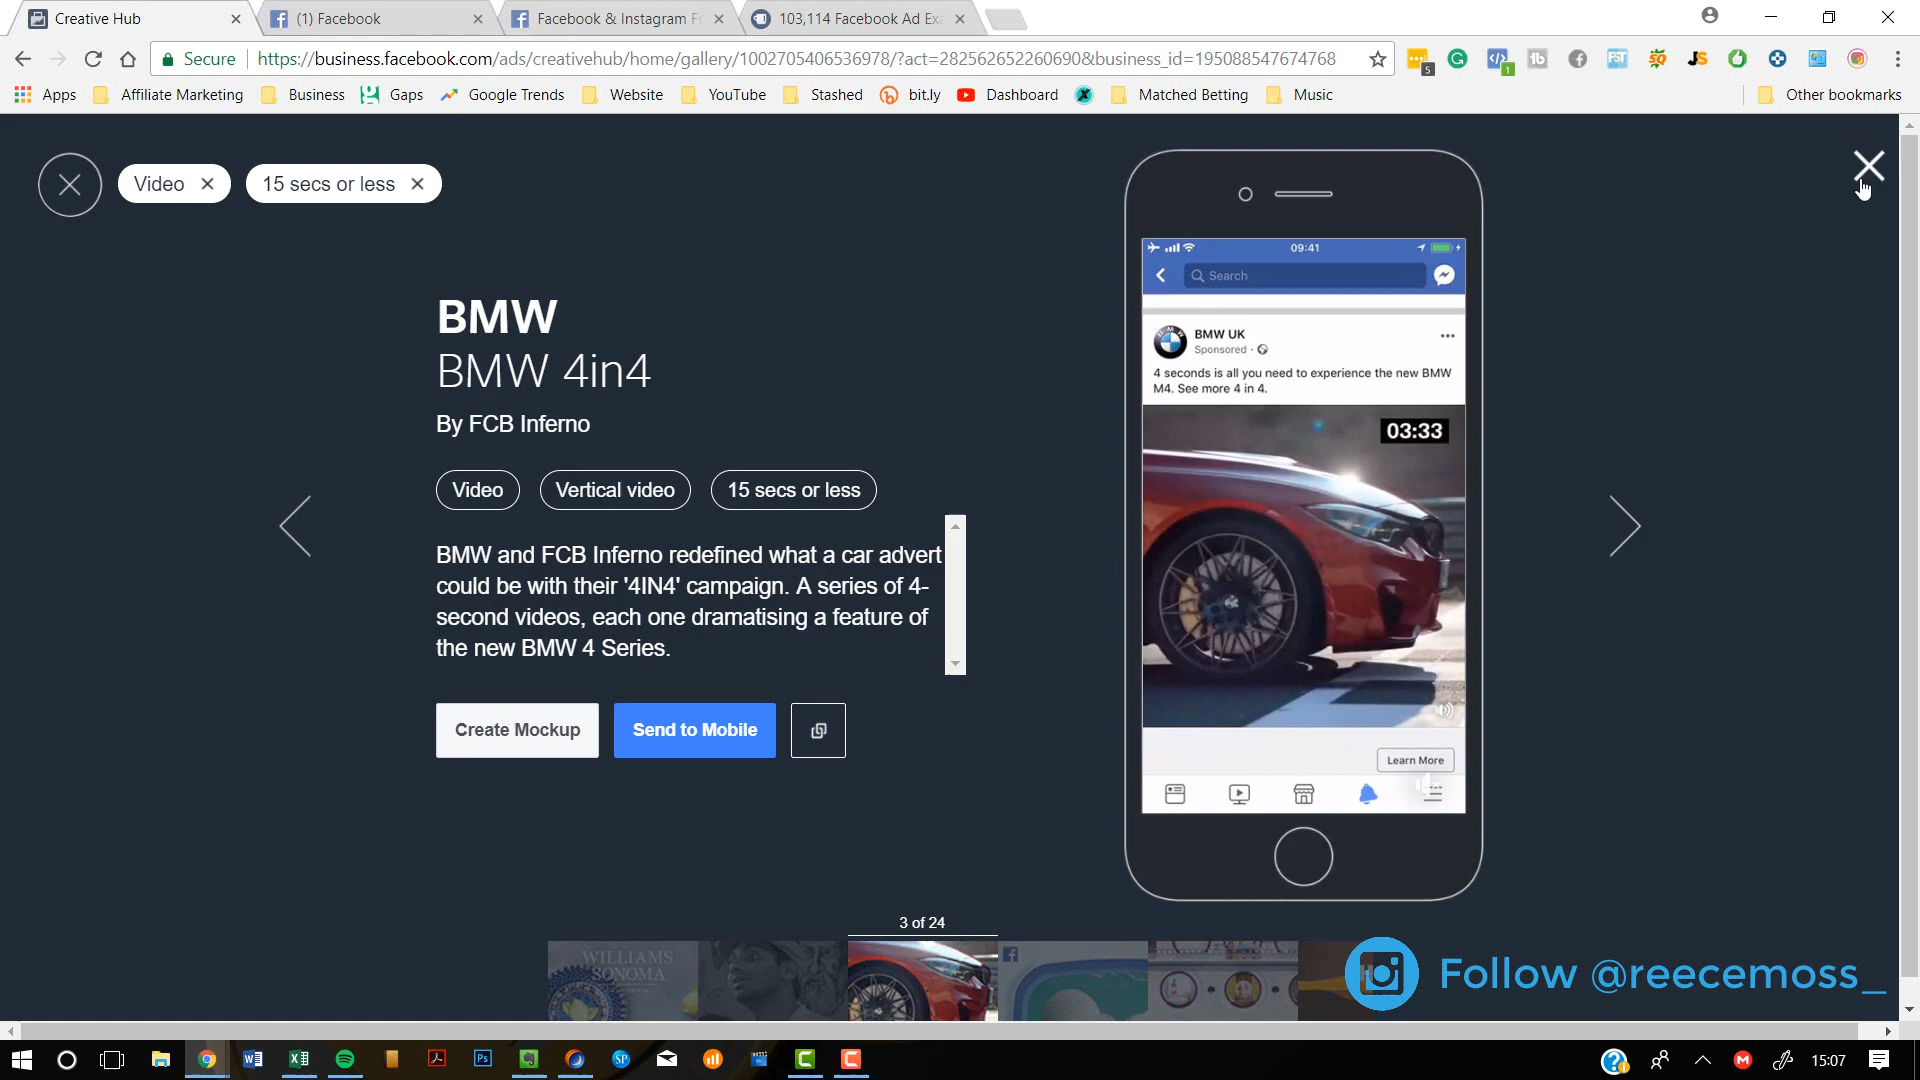 Creative Hub
(1) Facebook
Facebook & Instagram F
103,114 Facebook Ad Exa
Secure
https://business.facebook.com/ads/creativehub/home/gallery/1002705406536978/?act=282562652260690&business_id=195088547674768
Apps
Affiliate Marketing
Business
Gaps
Google Trends
Website
YouTube
Stashed
bit.ly
Dashboard
Matched Betting
Music
Other bookmarks
Video
15 secs or less
BMW
BMW 4in4
By FCB Inferno
Video
Vertical video
15 secs or less
BMW and FCB Inferno redefined what a car advert
could be with their '4IN4' campaign. A series of 4-
second videos, each one dramatising a feature of
the new BMW 4 Series.
Create Mockup
Send to Mobile
09:41
Search
BMW UK
Sponsored ·
4 seconds is all you need to experience the new BMW
M4. See more 4 in 4.
03:33
Learn More
3 of 24
WILLIAMS
SONOMA
CALIFORNIA
Follow @reecemoss_
15:07